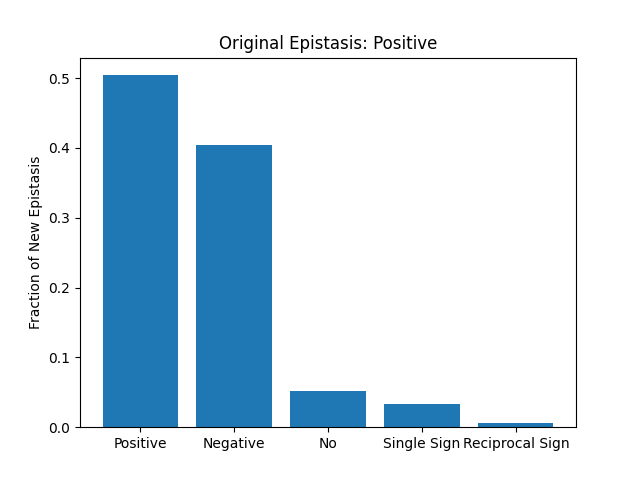 Original Epistasis: Positive
Fraction of New Epistasis
0.5
0.4
0.3
0.2
0.1
0.0
Positive Negative No Single Sign Reciprocal Sign